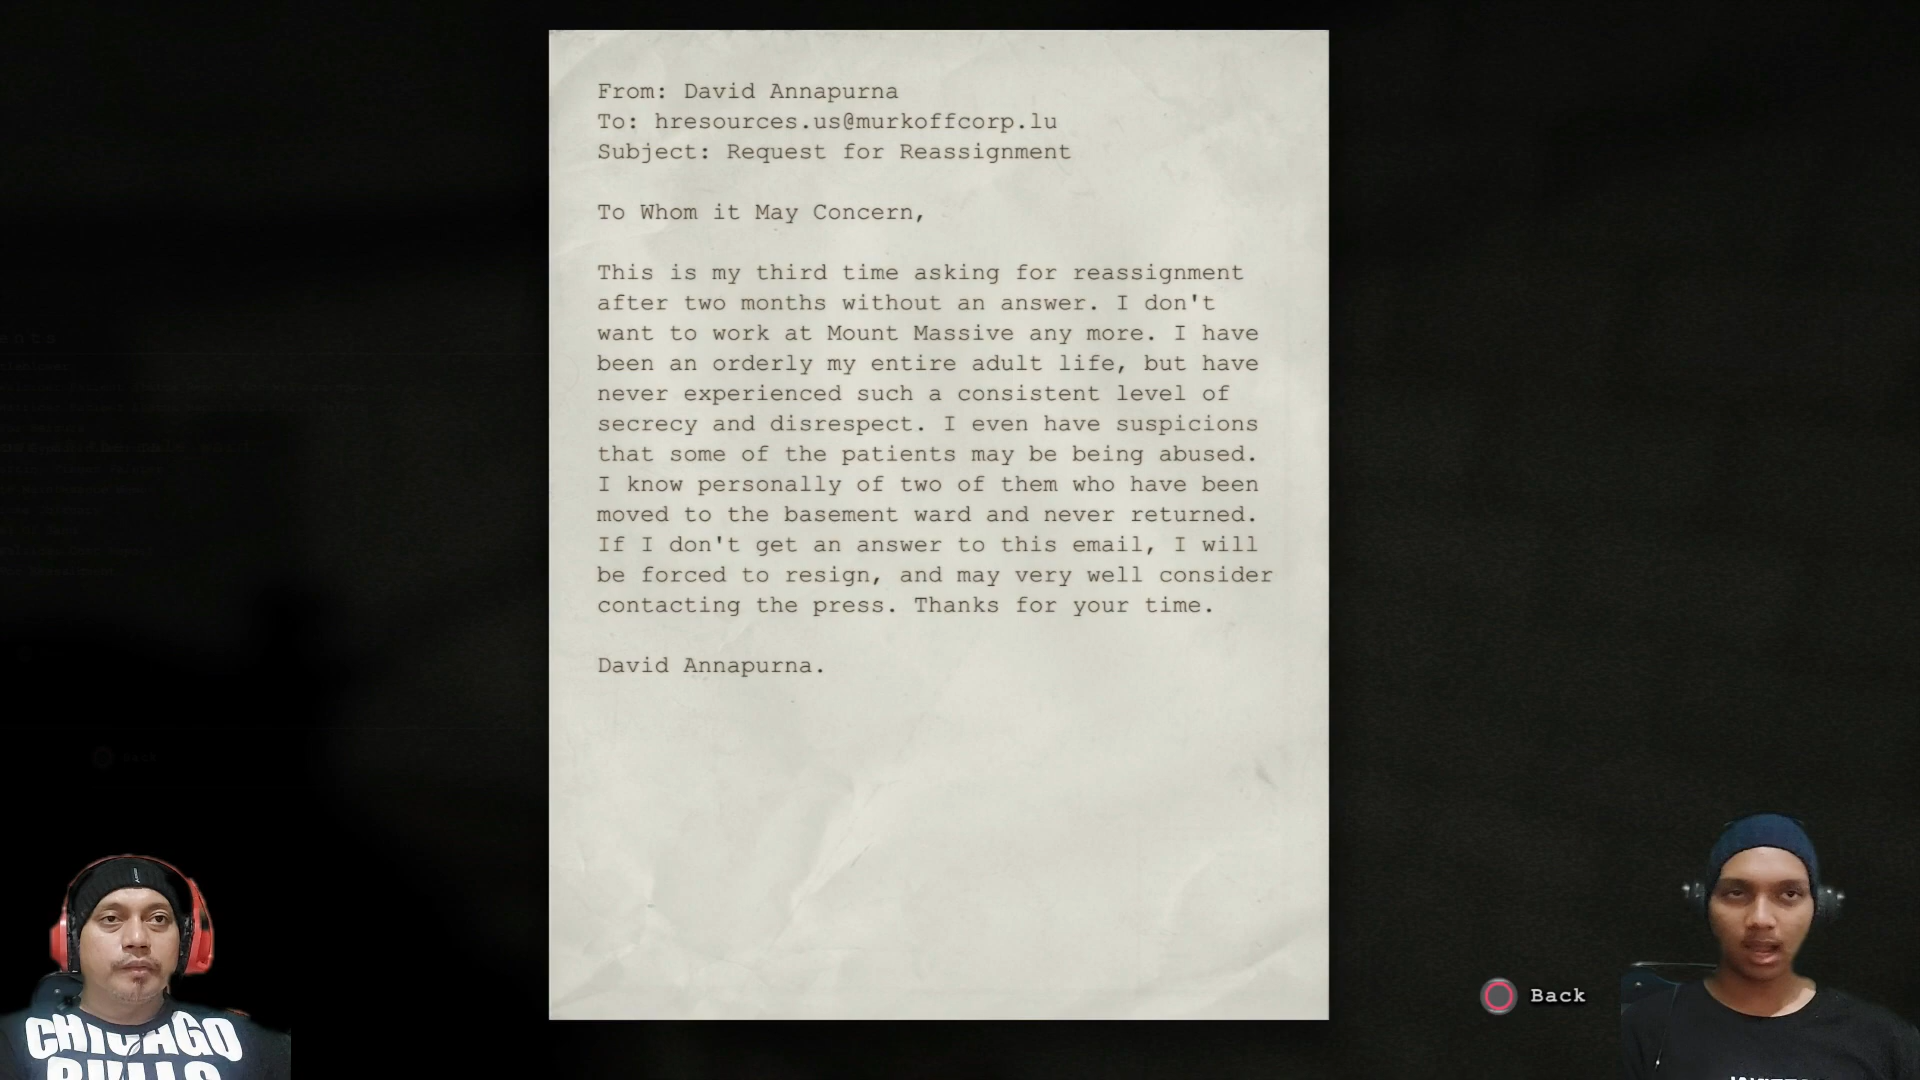 From: David Annapurna
To: hresources.us@murkoffcorp.lu
Subject: Request for Reassignment
To Whom it May Concern,
This is my third time asking for reassignment
after two months without an answer. I don't
want to work at Mount Massive any more. I have
been an orderly my entire adult life, but have
never experienced such a consistent level of
secrecy and disrespect. I even have suspicions
that some of the patients may be being abused.
I know personally of two of them who have been
moved to the basement ward and never returned.
If I don't get an answer to this email, I will
be forced to resign, and may very well consider
contacting the press. Thanks for your time.
David Annapurna.
Back
CHICAGO
BULLS